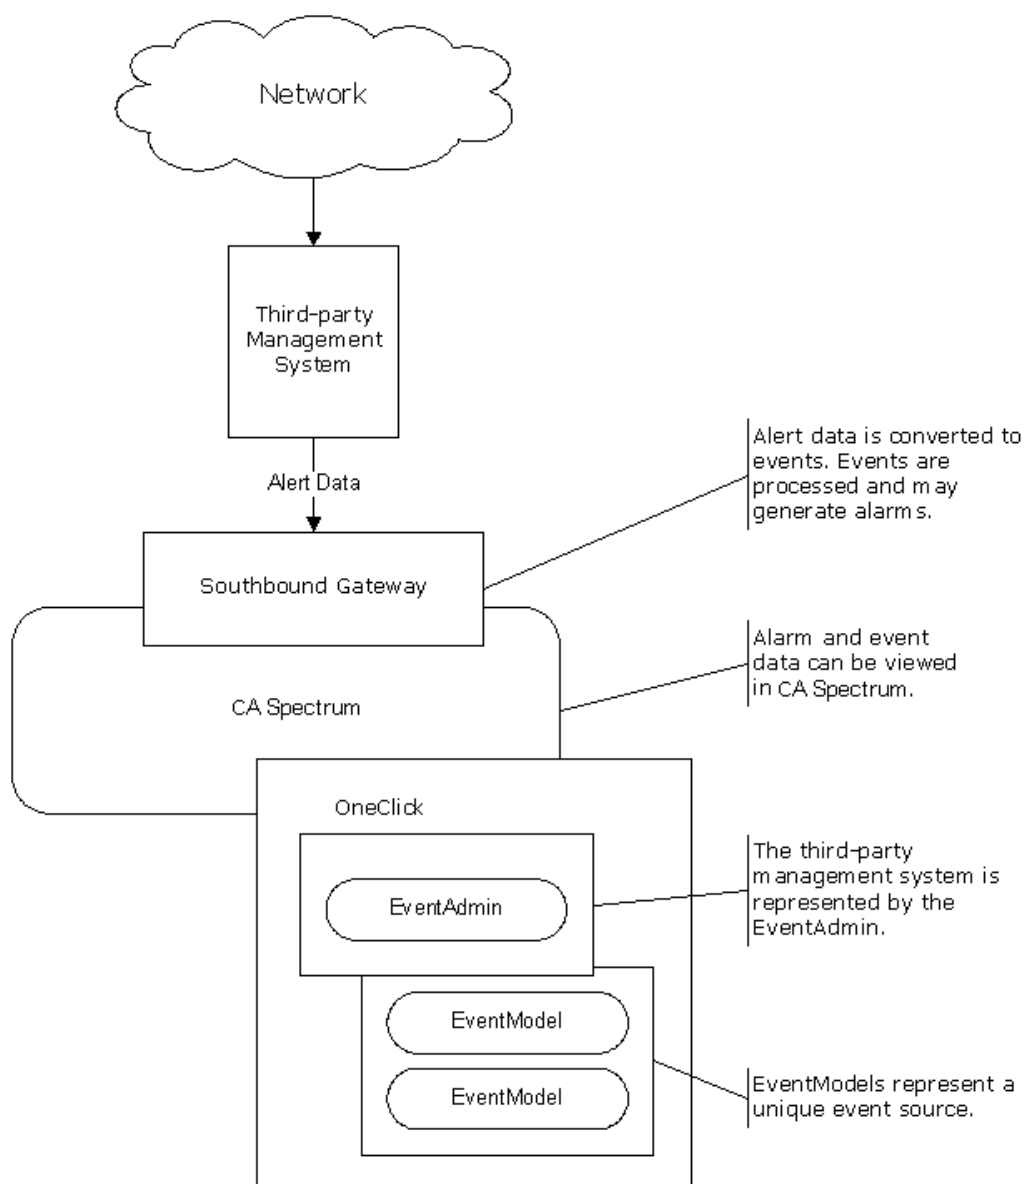 Network
Third-party
Management
System
Alert Data
Alert data is converted to
events. Events are
processed and may
generate alarms.
Southbound Gateway
Alarm and event
data can be viewed
in CA Spectrum.
CA Spectrum
OneClick
EventAdmin
The third-party
management system is
represented by the
EventAdmin.
EventModel
EventModel
EventModels represent a
unique event source.